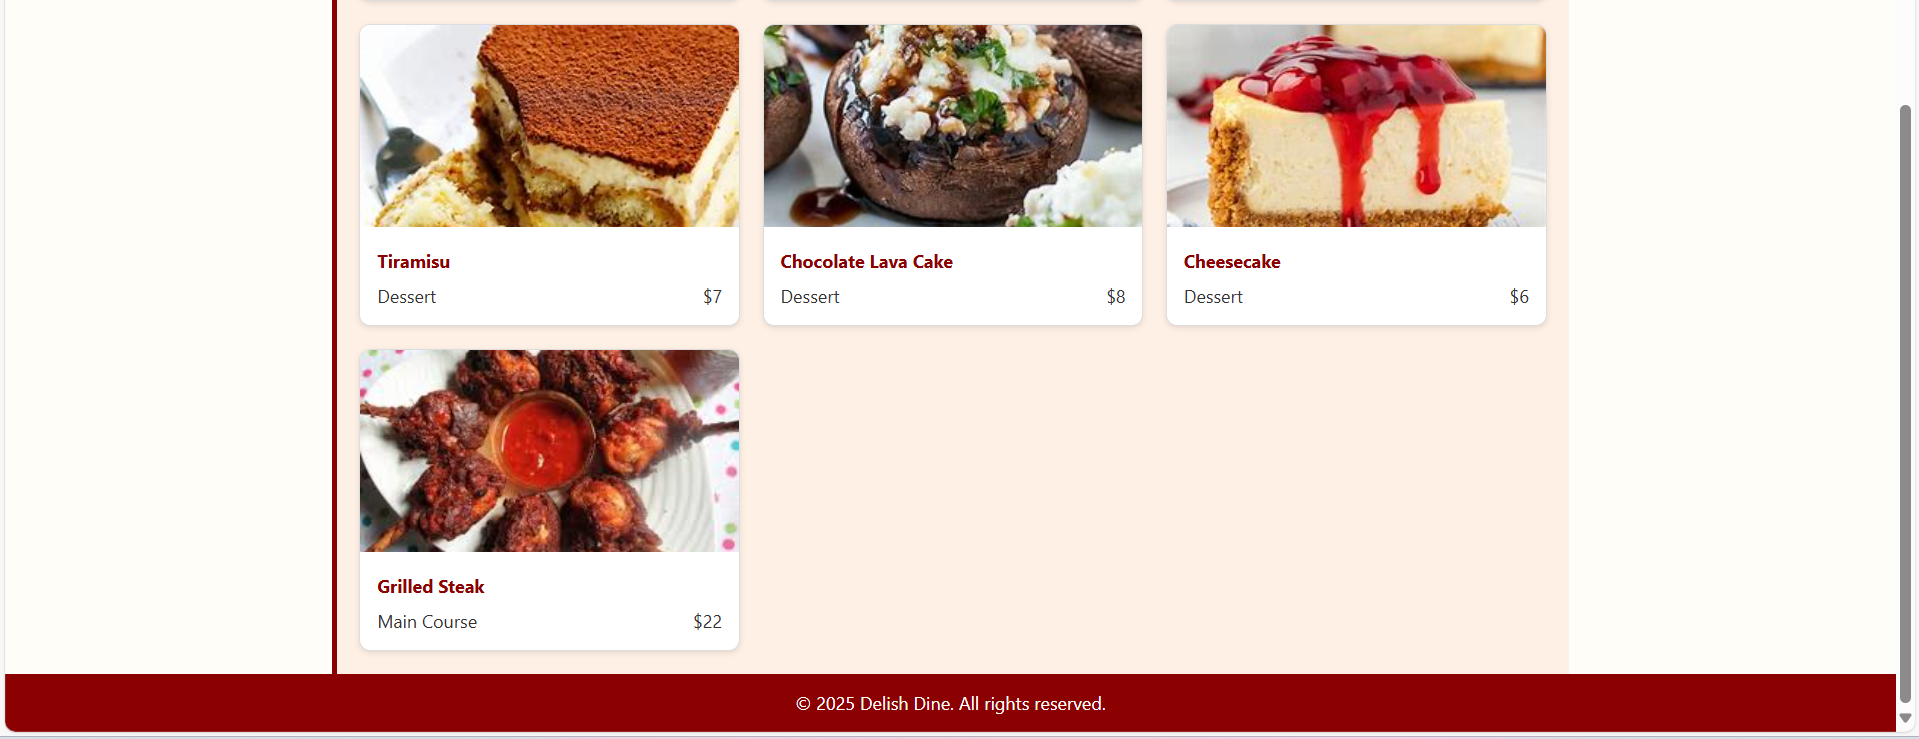 Tiramisu
Dessert $7
Chocolate Lava Cake
Dessert $8
Cheesecake
Dessert $6
Grilled Steak
Main Course $22
© 2025 Delish Dine. All rights reserved.